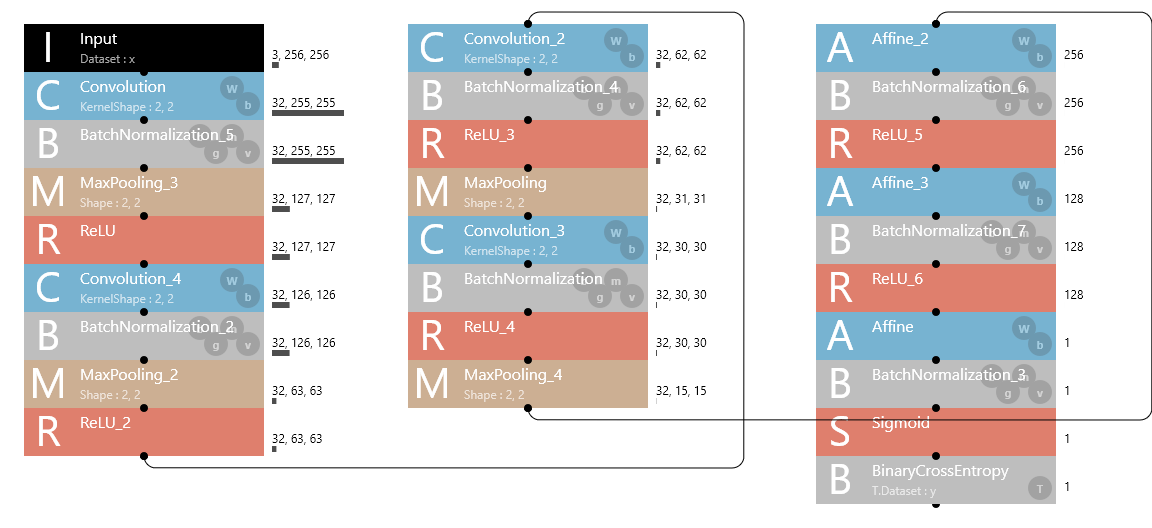 I
Input
Dataset : x
3, 256, 256
C
Convolution
KernelShape : 2, 2
W
b
32, 255, 255
B
BatchNormalization_5
m
g
v
32, 255, 255
M
MaxPooling_3
Shape : 2, 2
32, 127, 127
R
ReLU
32, 127, 127
C
Convolution_4
KernelShape : 2, 2
W
b
32, 126, 126
B
BatchNormalization_2
g
v
32, 126, 126
M
MaxPooling_2
Shape : 2, 2
32, 63, 63
R
ReLU_2
32, 63, 63
C
Convolution_2
KernelShape : 2, 2
W
b
32, 62, 62
B
BatchNormalization_4
g
v
32, 62, 62
R
ReLU_3
32, 62, 62
M
MaxPooling
Shape : 2, 2
32, 31, 31
C
Convolution_3
KernelShape : 2, 2
W
b
32, 30, 30
B
BatchNormalization
m
g
v
32, 30, 30
R
ReLU_4
32, 30, 30
M
MaxPooling_4
Shape : 2, 2
32, 15, 15
A
Affine_2
W
b
256
B
BatchNormalization_6
g
v
256
R
ReLU_5
256
A
Affine_3
W
b
128
B
BatchNormalization_7
g
v
128
R
ReLU_6
128
A
Affine
W
b
1
B
BatchNormalization_3
g
v
1
S
Sigmoid
1
B
BinaryCrossEntropy
T.Dataset : y
T
1